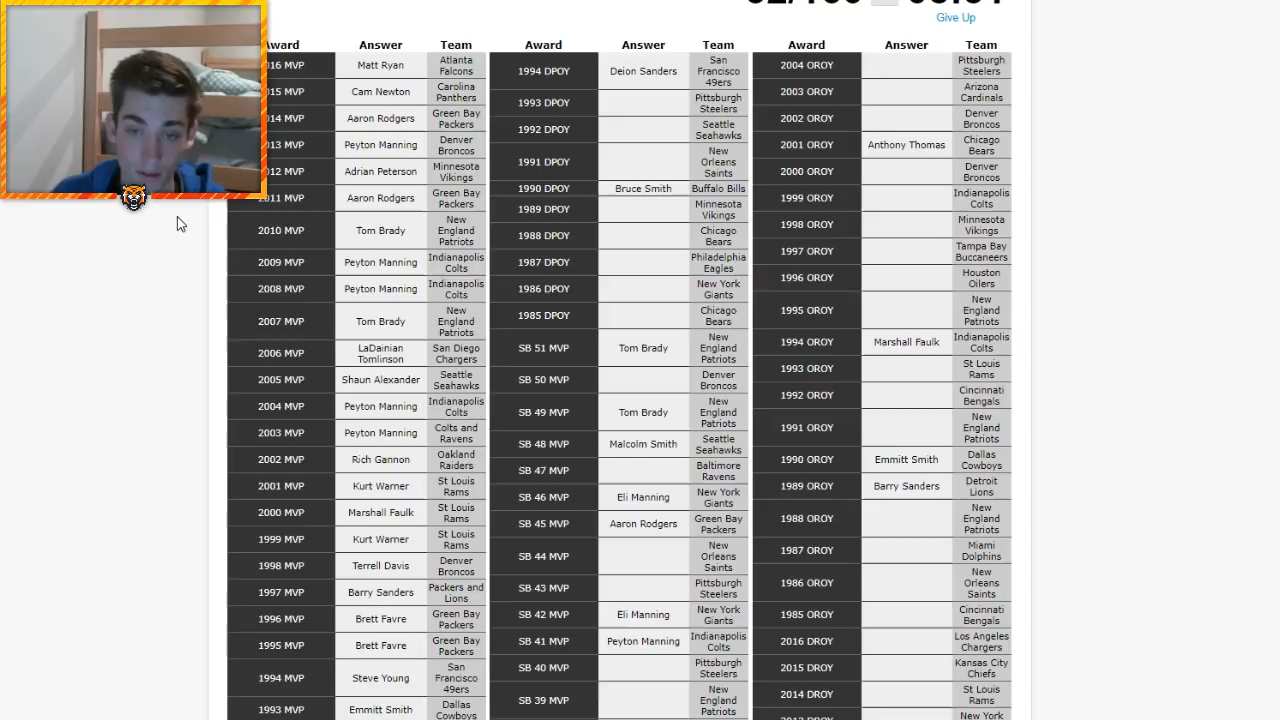 Give Up
Award Answer Team Award Answer Team Award Answer Team
016 MVP Matt Ryan Atlanta Falcons
015 MVP Cam Newton Carolina Panthers
014 MVP Aaron Rodgers Green Bay Packers
013 MVP Peyton Manning Denver Broncos
012 MVP Adrian Peterson Minnesota Vikings
2011 MVP Aaron Rodgers Green Bay Packers
2010 MVP Tom Brady New England Patriots
2009 MVP Peyton Manning Indianapolis Colts
2008 MVP Peyton Manning Indianapolis Colts
2007 MVP Tom Brady New England Patriots
2006 MVP LaDainian Tomlinson San Diego Chargers
2005 MVP Shaun Alexander Seattle Seahawks
2004 MVP Peyton Manning Indianapolis Colts
2003 MVP Peyton Manning Colts and Ravens
2002 MVP Rich Gannon Oakland Raiders
2001 MVP Kurt Warner St Louis Rams
2000 MVP Marshall Faulk St Louis Rams
1999 MVP Kurt Warner St Louis Rams
1998 MVP Terrell Davis Denver Broncos
1997 MVP Barry Sanders Packers and Lions
1996 MVP Brett Favre Green Bay Packers
1995 MVP Brett Favre Green Bay Packers
1994 MVP Steve Young San Francisco 49ers
1993 MVP Emmitt Smith Dallas Cowboys
1994 DPOY Deion Sanders San Francisco 49ers
1993 DPOY Pittsburgh Steelers
1992 DPOY Seattle Seahawks
1991 DPOY New Orleans Saints
1990 DPOY Bruce Smith Buffalo Bills
1989 DPOY Minnesota Vikings
1988 DPOY Chicago Bears
1987 DPOY Philadelphia Eagles
1986 DPOY New York Giants
1985 DPOY Chicago Bears
SB 51 MVP Tom Brady New England Patriots
SB 50 MVP Denver Broncos
SB 49 MVP Tom Brady New England Patriots
SB 48 MVP Malcolm Smith Seattle Seahawks
SB 47 MVP Baltimore Ravens
SB 46 MVP Eli Manning New York Giants
SB 45 MVP Aaron Rodgers Green Bay Packers
SB 44 MVP New Orleans Saints
SB 43 MVP Pittsburgh Steelers
SB 42 MVP Eli Manning New York Giants
SB 41 MVP Peyton Manning Indianapolis Colts
SB 40 MVP Pittsburgh Steelers
SB 39 MVP New England Patriots
2004 OROY Pittsburgh Steelers
2003 OROY Arizona Cardinals
2002 OROY Denver Broncos
2001 OROY Anthony Thomas Chicago Bears
2000 OROY Denver Broncos
1999 OROY Indianapolis Colts
1998 OROY Minnesota Vikings
1997 OROY Tampa Bay Buccaneers
1996 OROY Houston Oilers
1995 OROY New England Patriots
1994 OROY Marshall Faulk Indianapolis Colts
1993 OROY St Louis Rams
1992 OROY Cincinnati Bengals
1991 OROY New England Patriots
1990 OROY Emmitt Smith Dallas Cowboys
1989 OROY Barry Sanders Detroit Lions
1988 OROY New England Patriots
1987 OROY Miami Dolphins
1986 OROY New Orleans Saints
1985 OROY Cincinnati Bengals
2016 DROY Los Angeles Chargers
2015 DROY Kansas City Chiefs
2014 DROY St Louis Rams
New York